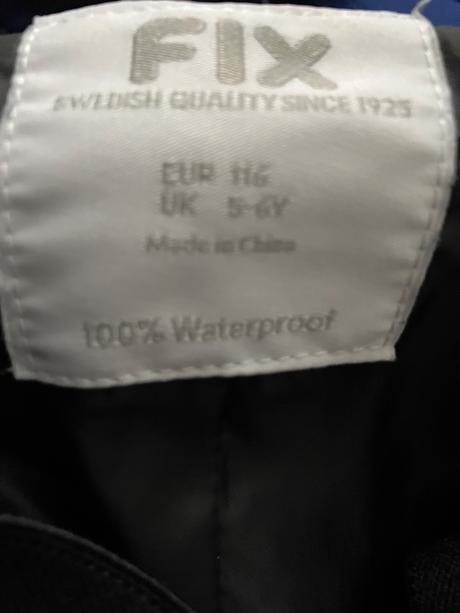 FIX
SWEDISH QUALITY SINCE 1925
EUR 116
UK 5-6Y
Made in China
100% Waterproof